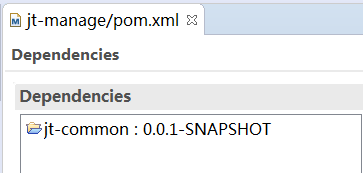 jt-manage/pom.xml
Dependencies
Dependencies
jt-common : 0.0.1-SNAPSHOT